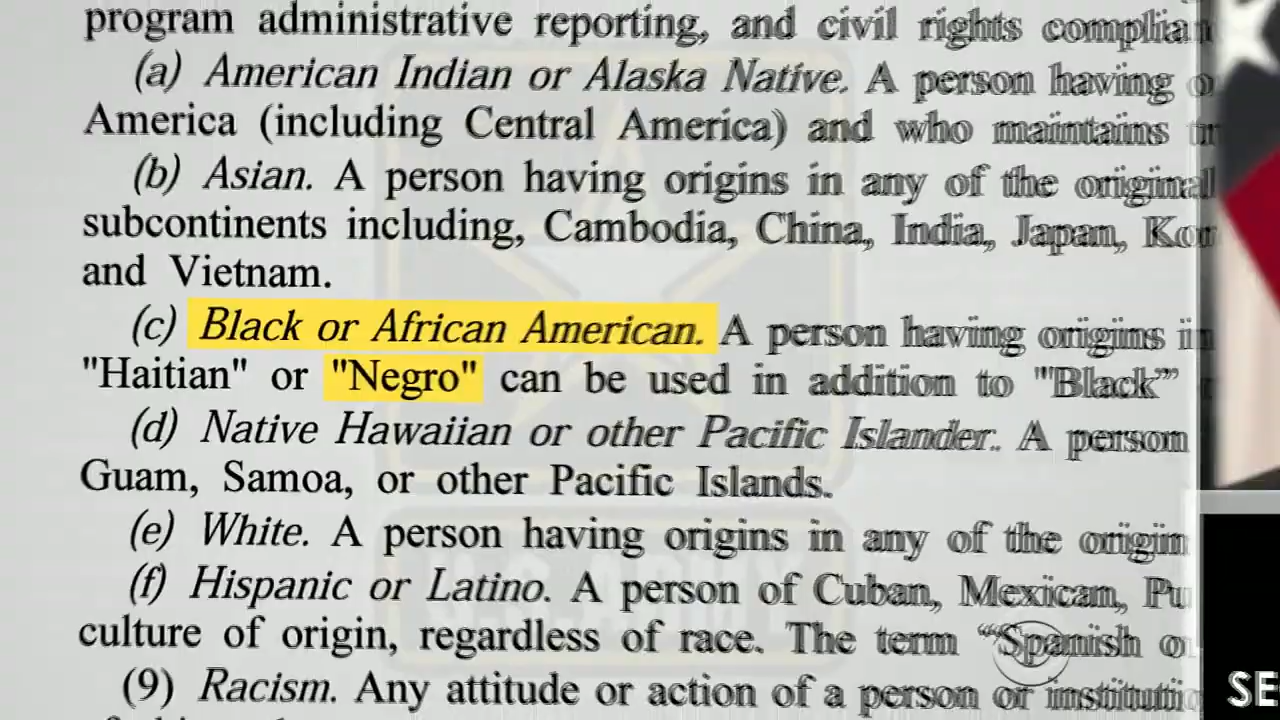 program administrative reporting, and civil rights
(a) American Indian or Alaska Native. A person having
America (including Central America) and who maintains
(b) Asian. A person having origins in any of the original
subcontinents including, Cambodia, China, India, Japan,
and Vietnam.
(c) Black or African American. A person having origins
"Haitian" or "Negro" can be used in addition to "Black"
(d) Native Hawaiian or other Pacific Islander. A person
Guam, Samoa, or other Pacific Islands.
(e) White. A person having origins in any of the
(f) Hispanic or Latino. A person of Cuban, Mexican,
culture of origin, regardless of race. The term "Spanish
(9) Racism. Any attitude or action of a person or
U.S. ARMY
SE